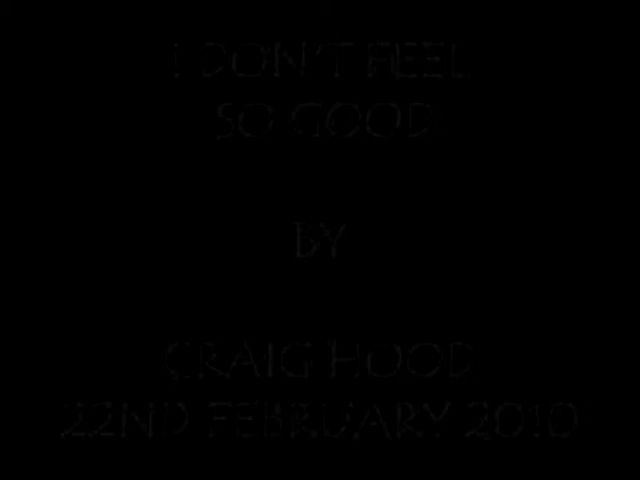 I DON'T FEEL
SO GOOD
BY
CRAIG HOOD
22ND FEBRUARY 2010